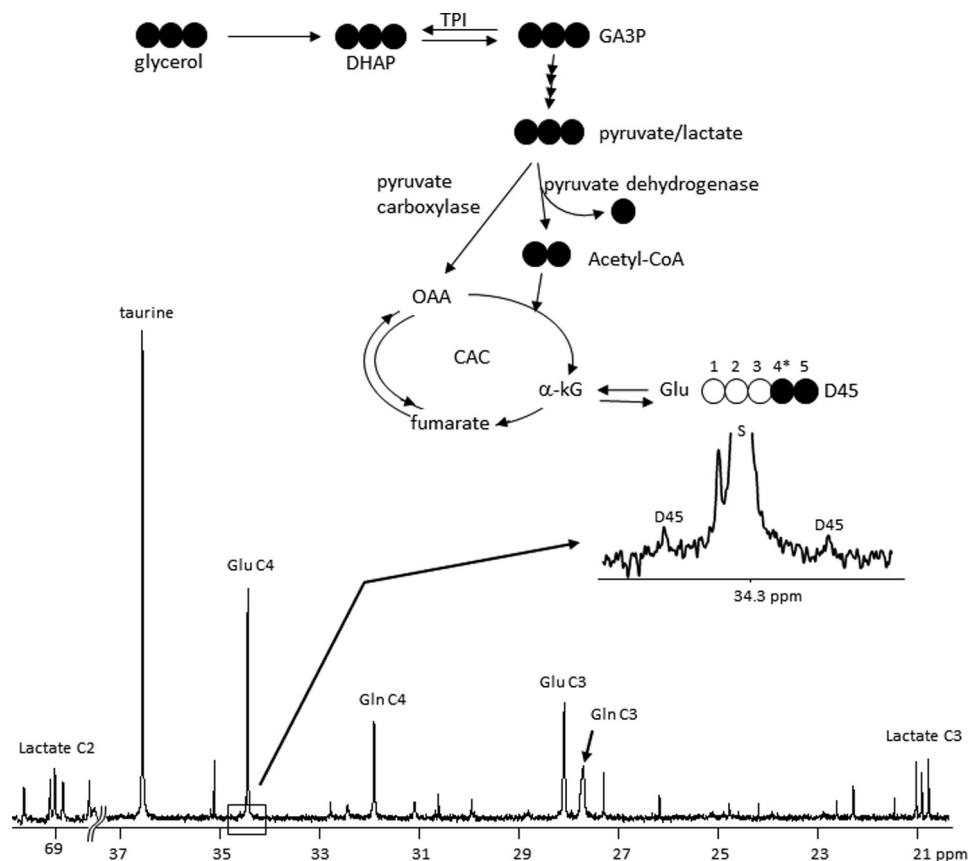 TPI
glycerol
DHAP
GA3P
pyruvate/lactate
pyruvate
carboxylase
pyruvate dehydrogenase
Acetyl-CoA
OAA
CAC
α-kG
fumarate
Glu
1 2 3 4* 5
D45
S
D45
D45
34.3 ppm
taurine
Glu C4
Gln C4
Glu C3
Gln C3
Lactate C2
Lactate C3
69 37 35 33 31 29 27 25 23 21 ppm